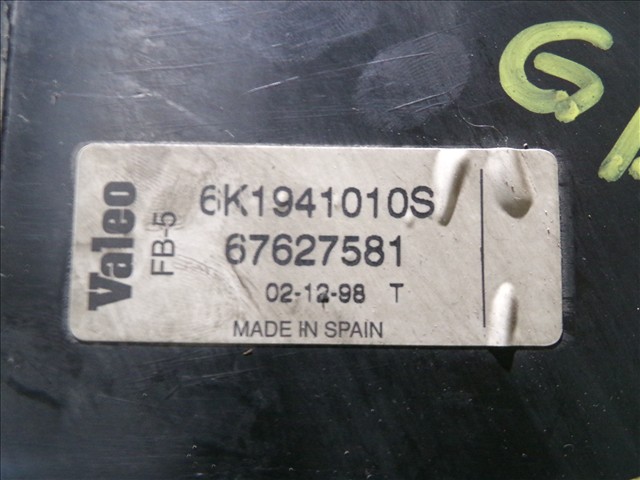 Valeo
FB-5
6K1941010S
67627581
02-12-98 T
MADE IN SPAIN